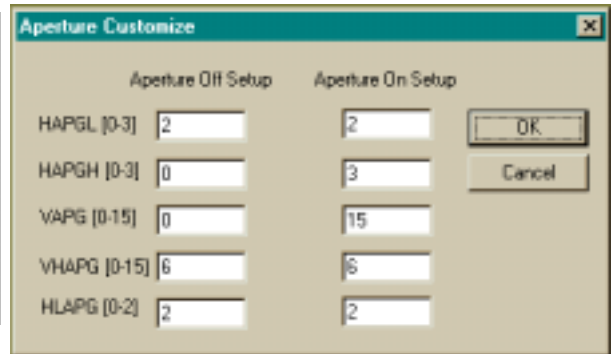 Aperture Customize
Aperture Off Setup Aperture On Setup
HAPGL [0-3] 2 2 OK
HAPGH [0-3] 0 3 Cancel
VAPG [0-15] 0 15
VHAPG [0-15] 6 6
HLAPG [0-2] 2 2